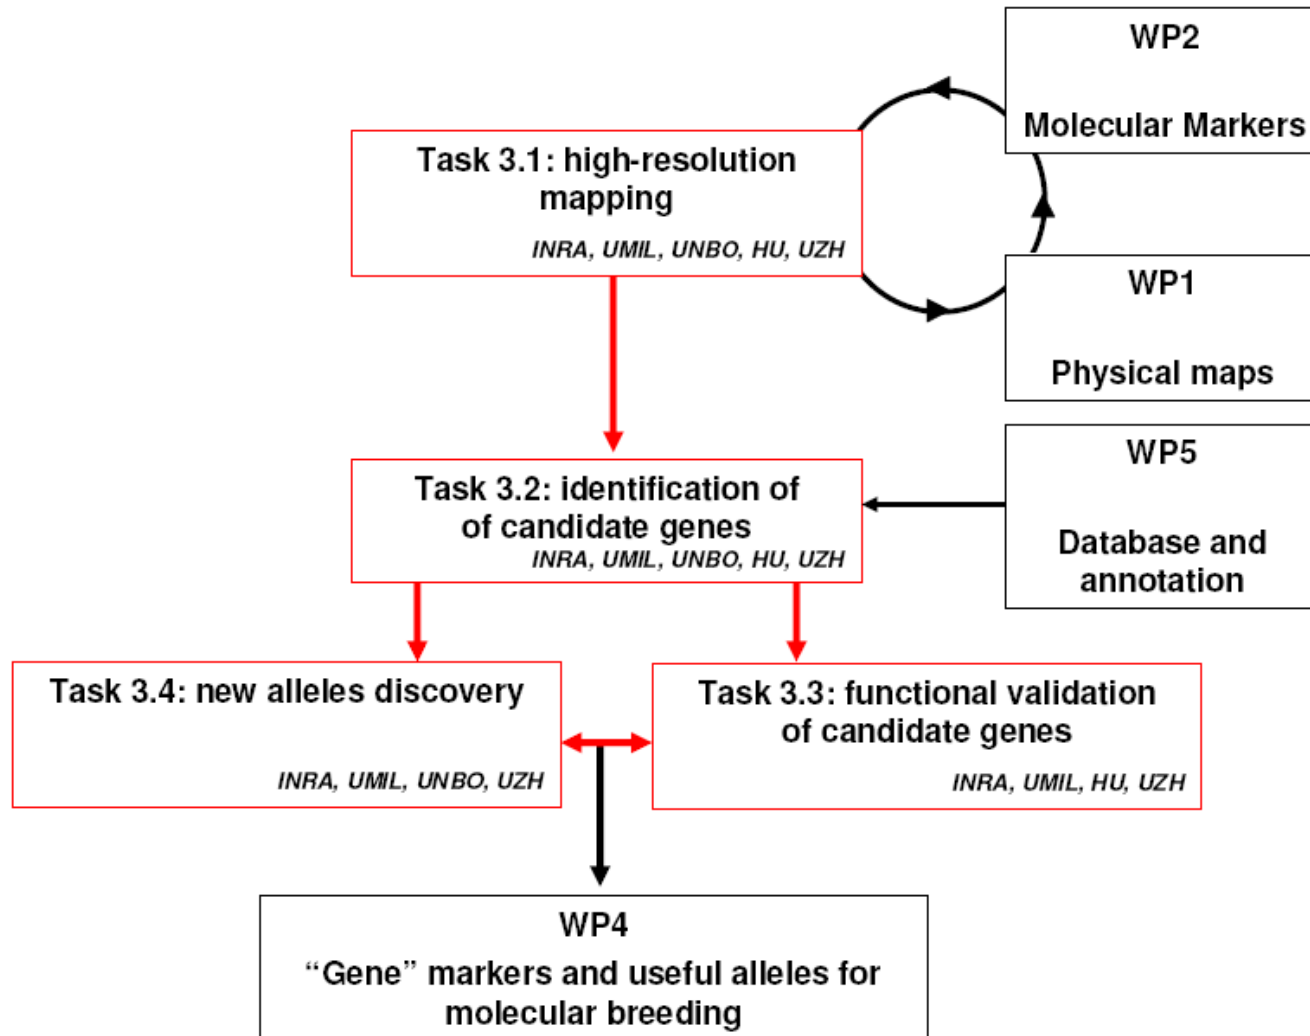 WP2
Molecular Markers
Task 3.1: high-resolution
mapping
INRA, UMIL, UNBO, HU, UZH
WP1
Physical maps
WP5
Database and
annotation
Task 3.2: identification of
of candidate genes
INRA, UMIL, UNBO, HU, UZH
Task 3.4: new alleles discovery
INRA, UMIL, UNBO, UZH
Task 3.3: functional validation
of candidate genes
INRA, UMIL, HU, UZH
WP4
“Gene” markers and useful alleles for
molecular breeding